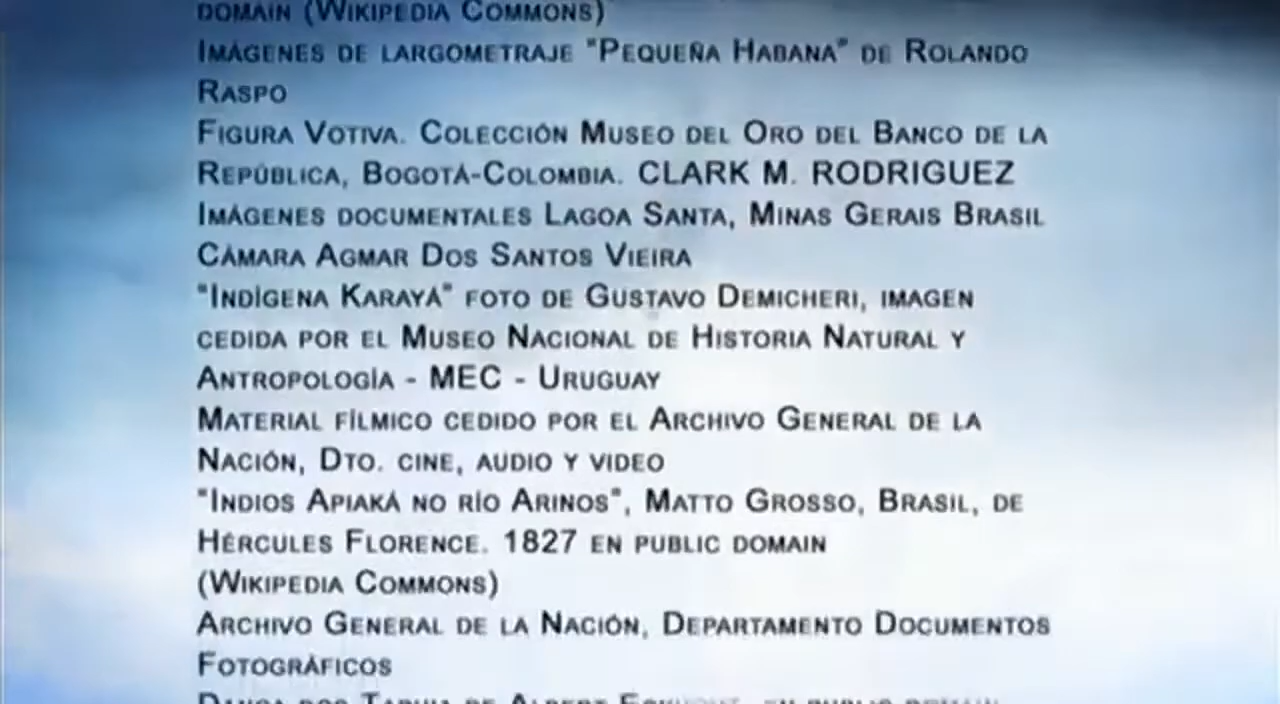 DOMAIN (WIKIPEDIA COMMONS)
IMÁGENES DE LARGOMETRAJE "PEQUEÑA HABANA" DE ROLANDO
RASPO
FIGURA VOTIVA. COLECCIÓN MUSEO DEL ORO DEL BANCO DE LA
REPÚBLICA, BOGOTÁ-COLOMBIA. CLARK M. RODRIGUEZ
IMÁGENES DOCUMENTALES LAGOA SANTA, MINAS GERAIS BRASIL
CÁMARA AGMAR DOS SANTOS VIEIRA
"INDÍGENA KARAYÁ" FOTO DE GUSTAVO DEMICHERI, IMAGEN
CEDIDA POR EL MUSEO NACIONAL DE HISTORIA NATURAL Y
ANTROPOLOGÍA - MEC - URUGUAY
MATERIAL FÍLMICO CEDIDO POR EL ARCHIVO GENERAL DE LA
NACIÓN, DTO. CINE, AUDIO Y VIDEO
"INDIOS APIAKÁ NO RÍO ARINOS", MATTO GROSSO, BRASIL, DE
HÉRCULES FLORENCE. 1827 EN PUBLIC DOMAIN
(WIKIPEDIA COMMONS)
ARCHIVO GENERAL DE LA NACIÓN, DEPARTAMENTO DOCUMENTOS
FOTOGRÁFICOS